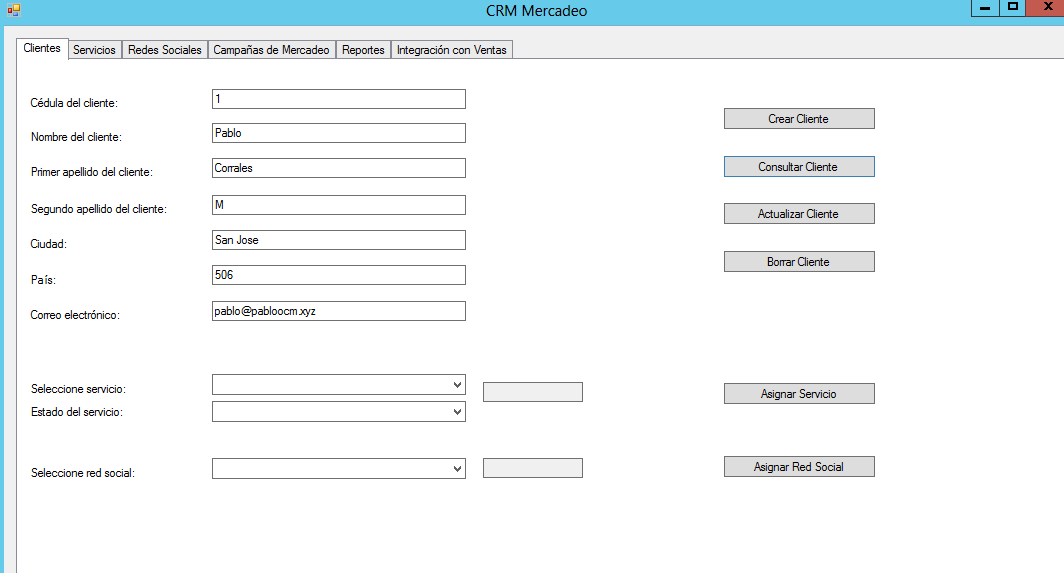 CRM Mercadeo
Clientes Servicios Redes Sociales Campañas de Mercadeo Reportes Integración con Ventas
Cédula del cliente: 1
Crear Cliente
Nombre del cliente: Pablo
Primer apellido del cliente: Corrales
Consultar Cliente
Segundo apellido del cliente: M
Actualizar Cliente
Ciudad: San Jose
Borrar Cliente
País: 506
Correo electrónico: pablo@pabloocm.xyz
Seleccione servicio:
Asignar Servicio
Estado del servicio:
Seleccione red social:
Asignar Red Social